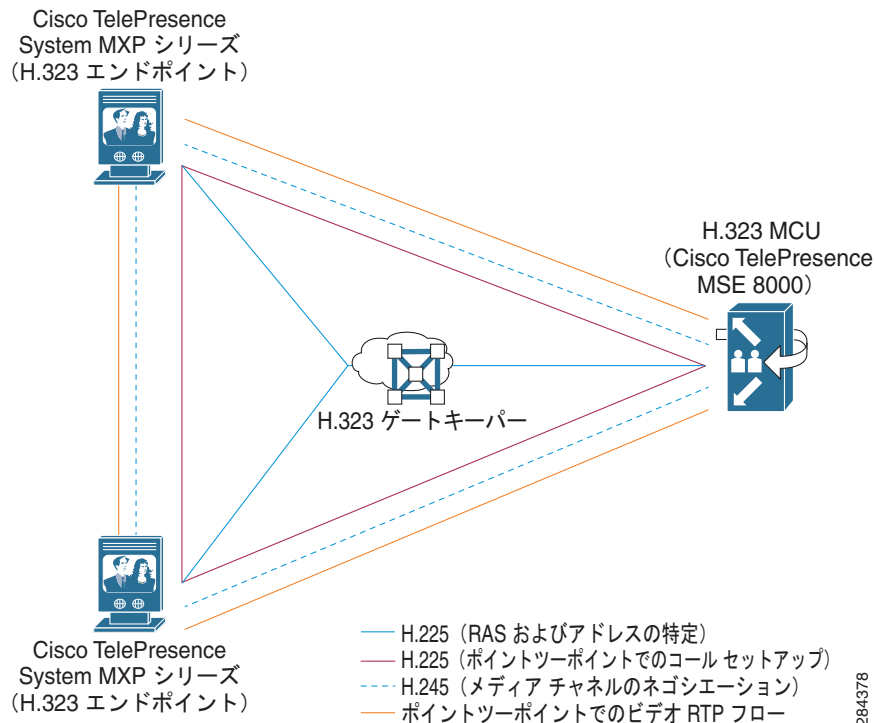 Cisco TelePresence
System MXP シリーズ
（H.323 エンドポイント）
H.323 MCU
（Cisco TelePresence
MSE 8000）
H.323 ゲートキーパー
Cisco TelePresence
System MXP シリーズ
（H.323 エンドポイント）
H.225（RAS およびアドレスの特定）
H.225（ポイントツーポイントでのコール セットアップ）
H.245（メディア チャネルのネゴシエーション）
ポイントツーポイントでのビデオ RTP フロー
284378